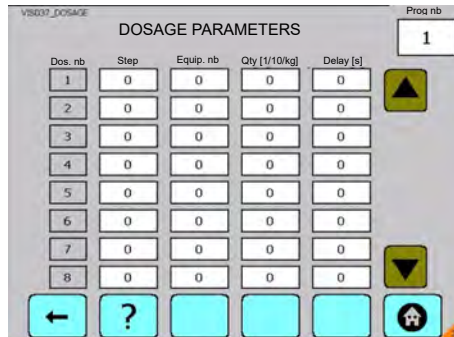 VIS037_DOSAGE
Prog nb
DOSAGE PARAMETERS
1
Dos. nb Step Equip. nb Qty [1/10/kg] Delay [s]
1 0 0 0 0
2 0 0 0 0
3 0 0 0 0
4 0 0 0 0
5 0 0 0 0
6 0 0 0 0
7 0 0 0 0
8 0 0 0 0
?